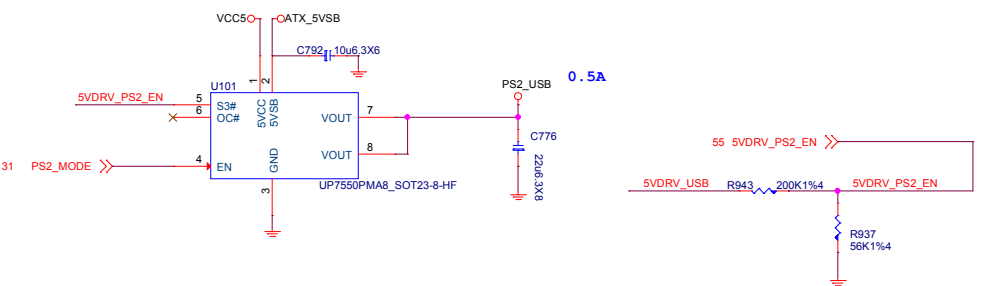 VCC5
ATX_5VSB
C792
10u6.3X6
U101
1
2
5VDRV_PS2_EN
5
S3#
6
OC#
5VCC
5VSB
VOUT
7
PS2_USB
0.5A
C776
22u6.3X8
31 PS2_MODE
4
EN
GND
VOUT
8
3
UP7550PMA8_SOT23-8-HF
55 5VDRV_PS2_EN
5VDRV_USB
R943
200K1%4
5VDRV_PS2_EN
R937
56K1%4